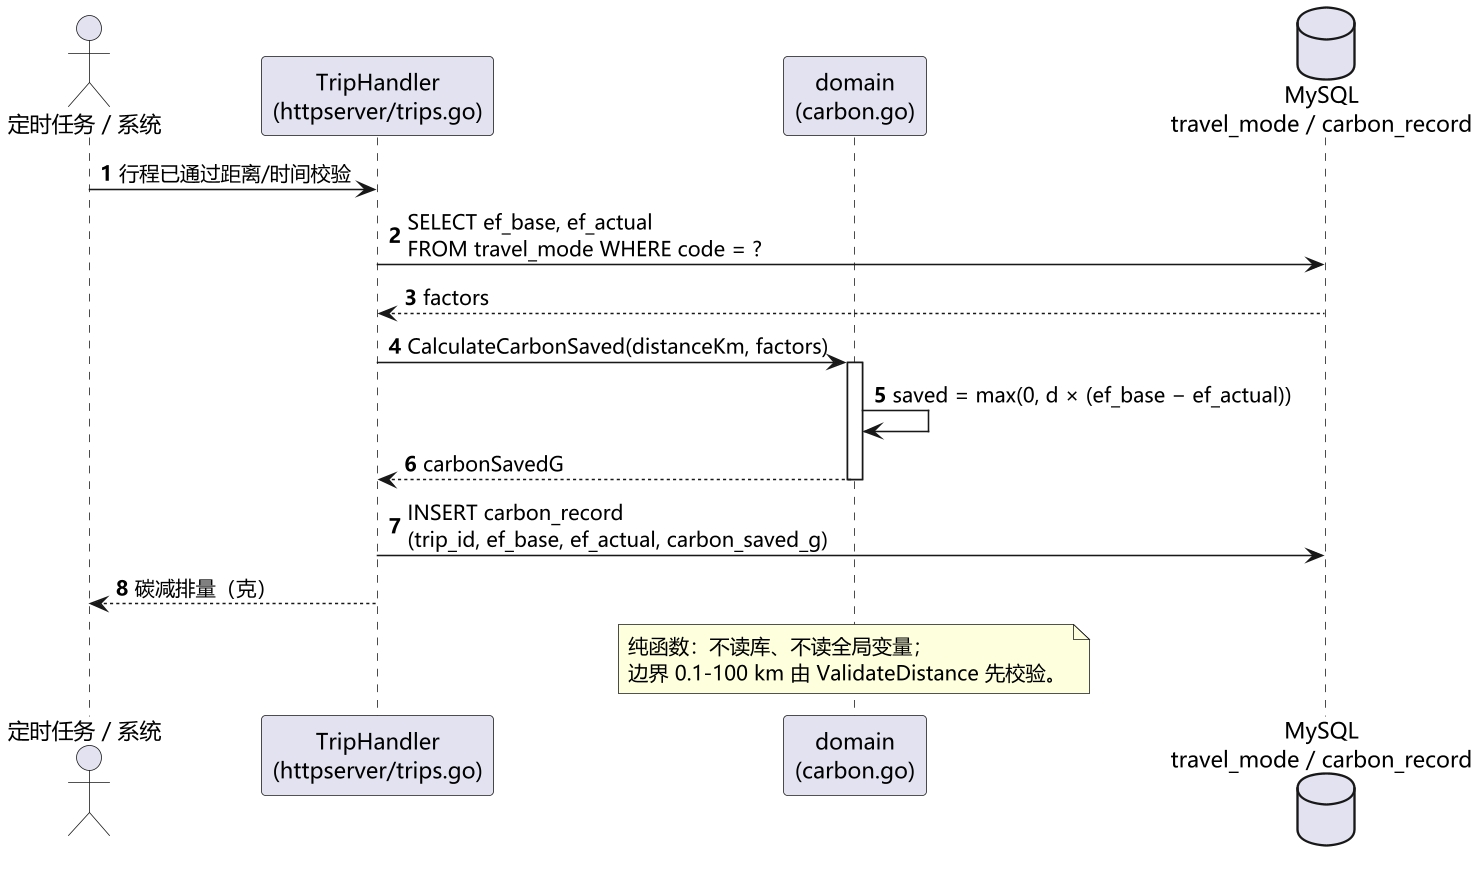 定时任务 / 系统
TripHandler
(httpserver/trips.go)
domain
(carbon.go)
MySQL
travel_mode / carbon_record
1 行程已通过距离/时间校验
2 SELECT ef_base, ef_actual
FROM travel_mode WHERE code = ?
3 factors
4 CalculateCarbonSaved(distanceKm, factors)
5 saved = max(0, d × (ef_base − ef_actual))
6 carbonSavedG
7 INSERT carbon_record
(trip_id, ef_base, ef_actual, carbon_saved_g)
8 碳减排量（克）
纯函数：不读库、不读全局变量；
边界 0.1-100 km 由 ValidateDistance 先校验。
定时任务 / 系统
TripHandler
(httpserver/trips.go)
domain
(carbon.go)
MySQL
travel_mode / carbon_record